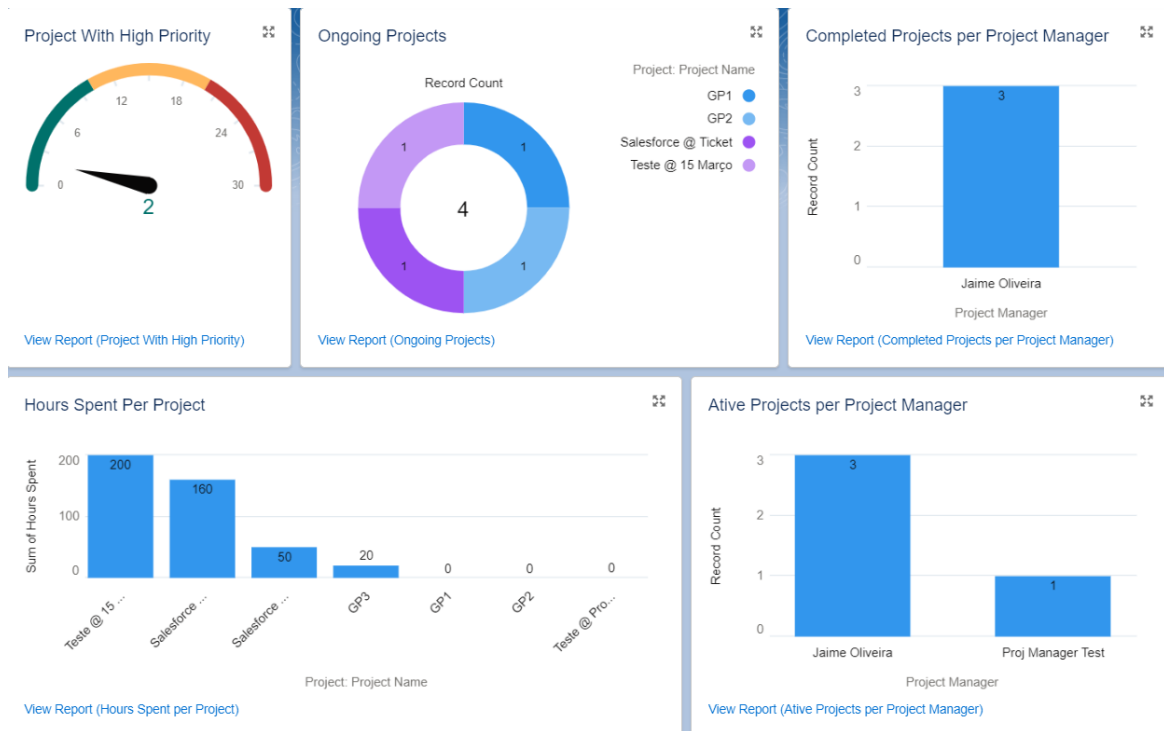 Project With High Priority
0
6
12
18
24
30
2
View Report (Project With High Priority)
Ongoing Projects
Record Count
1
1
1
1
4
Project: Project Name
GP1
GP2
Salesforce @ Ticket
Teste @ 15 Março
View Report (Ongoing Projects)
Completed Projects per Project Manager
Record Count
3
2
1
0
3
Jaime Oliveira
Project Manager
View Report (Completed Projects per Project Manager)
Hours Spent Per Project
Sum of Hours Spent
200
100
0
200
160
50
20
0
0
0
Teste @ 15 ...
Salesforce ...
Salesforce ...
GP3
GP1
GP2
Teste @ Pro...
Project: Project Name
View Report (Hours Spent per Project)
Ative Projects per Project Manager
Record Count
3
2
1
0
3
1
Jaime Oliveira
Proj Manager Test
Project Manager
View Report (Ative Projects per Project Manager)